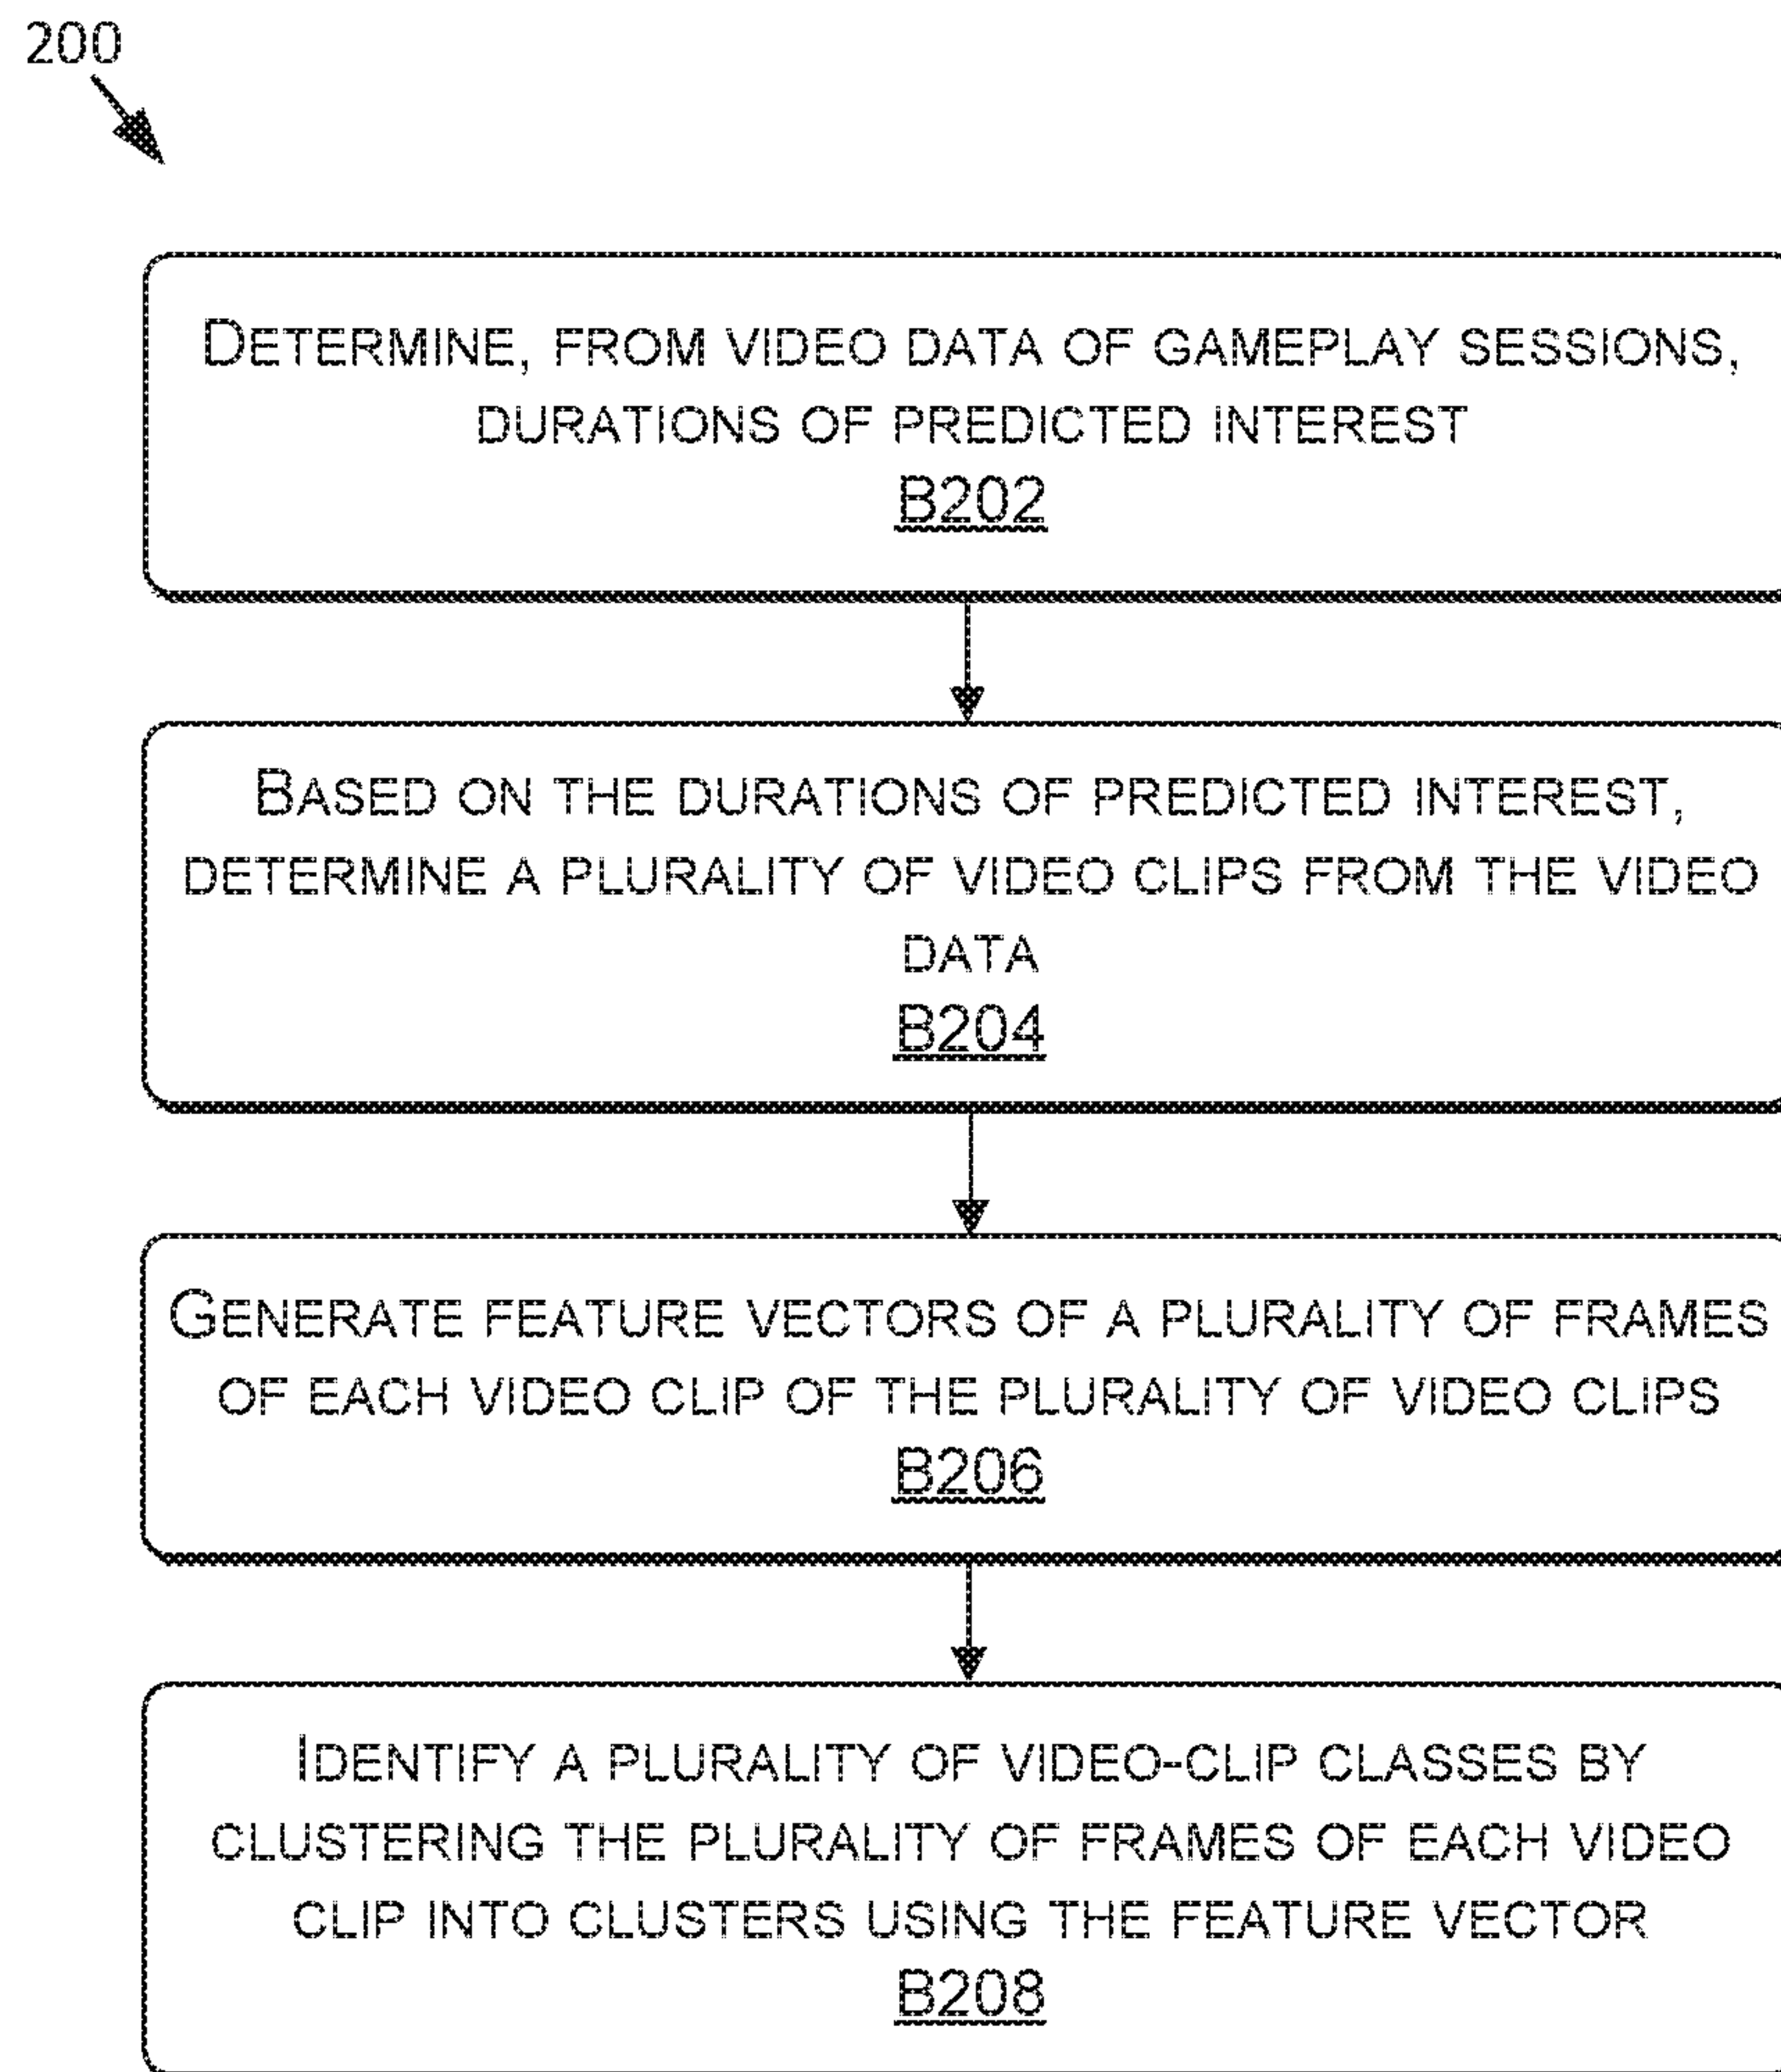 200
DETERMINE, FROM VIDEO DATA OF GAMEPLAY SESSIONS,
DURATIONS OF PREDICTED INTEREST
B202
BASED ON THE DURATIONS OF PREDICTED INTEREST,
DETERMINE A PLURALITY OF VIDEO CLIPS FROM THE VIDEO
DATA
B204
GENERATE FEATURE VECTORS OF A PLURALITY OF FRAMES
OF EACH VIDEO CLIP OF THE PLURALITY OF VIDEO CLIPS
B206
IDENTIFY A PLURALITY OF VIDEO-CLIP CLASSES BY
CLUSTERING THE PLURALITY OF FRAMES OF EACH VIDEO
CLIP INTO CLUSTERS USING THE FEATURE VECTOR
B208